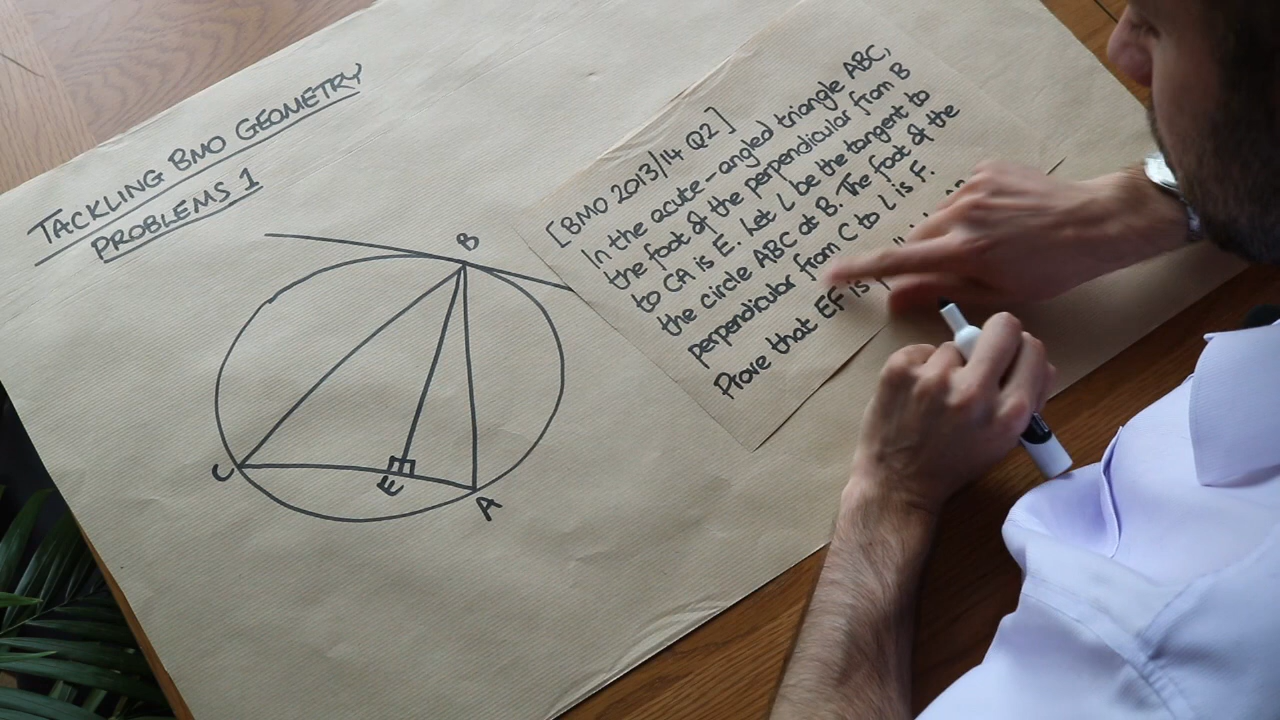 TACKLING BMO GEOMETRY
PROBLEMS 1
[BMO 2013/14 Q2]
In the acute-angled triangle ABC,
the foot of the perpendicular from B
to CA is E. Let l be the tangent to
the circle ABC at B. The foot of the
perpendicular from C to l is F.
Prove that EF is
B
C
E
A